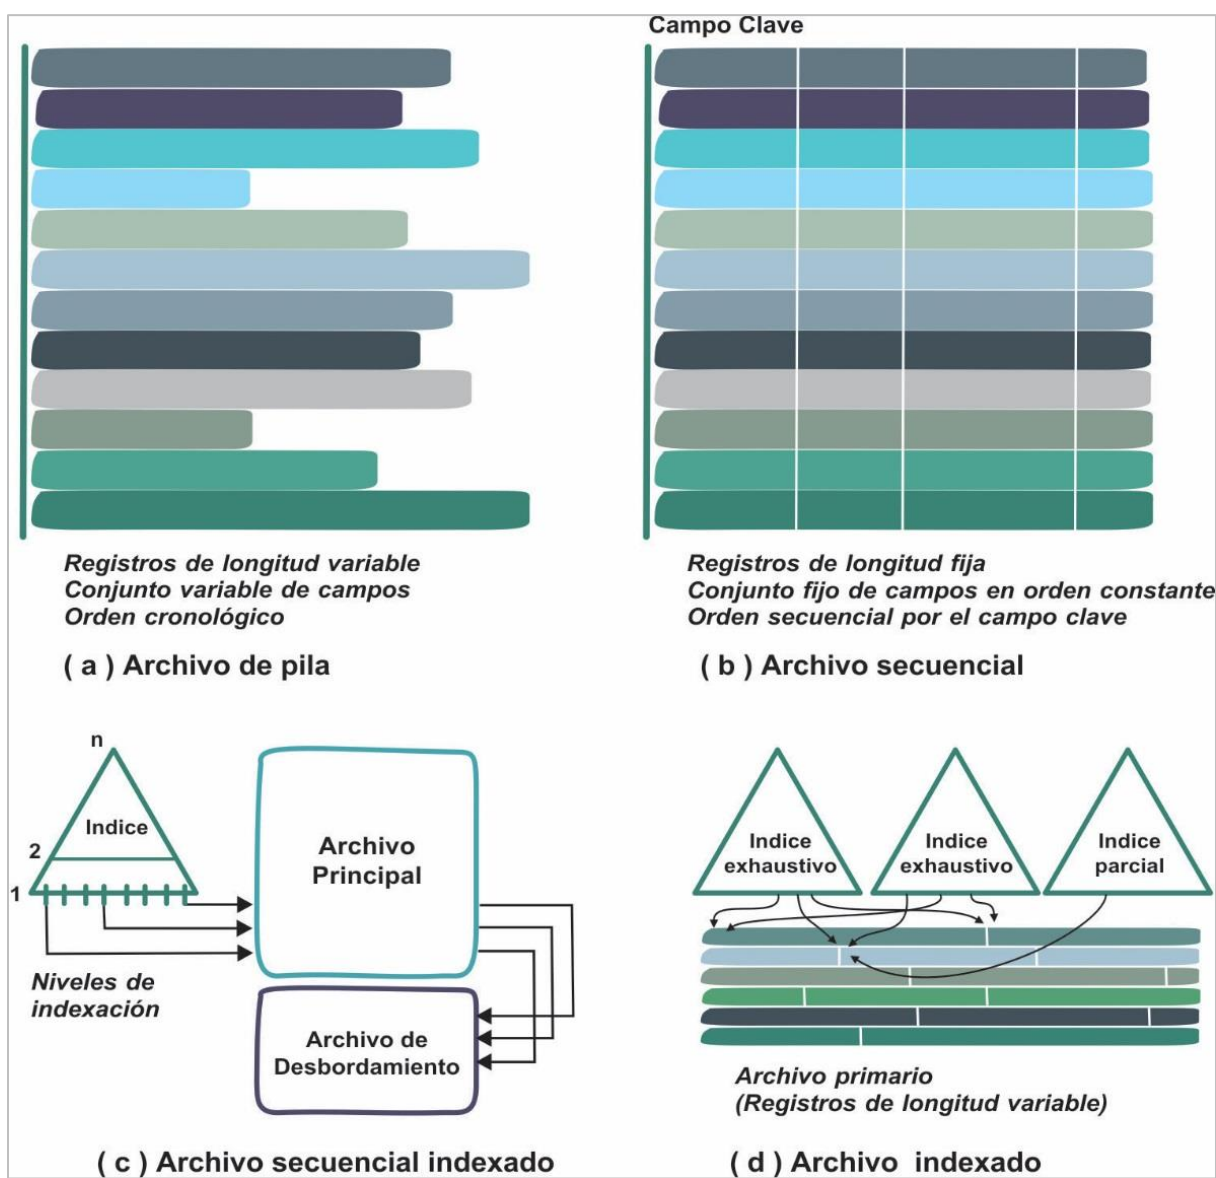 Campo Clave
Registros de longitud variable
Conjunto variable de campos
Orden cronológico
( a ) Archivo de pila
Registros de longitud fija
Conjunto fijo de campos en orden constante
Orden secuencial por el campo clave
( b ) Archivo secuencial
n
Indice
2
1
Niveles de
indexación
Archivo
Principal
Archivo de
Desbordamiento
( c ) Archivo secuencial indexado
Indice
exhaustivo
Indice
exhaustivo
Indice
parcial
Archivo primario
(Registros de longitud variable)
( d ) Archivo indexado